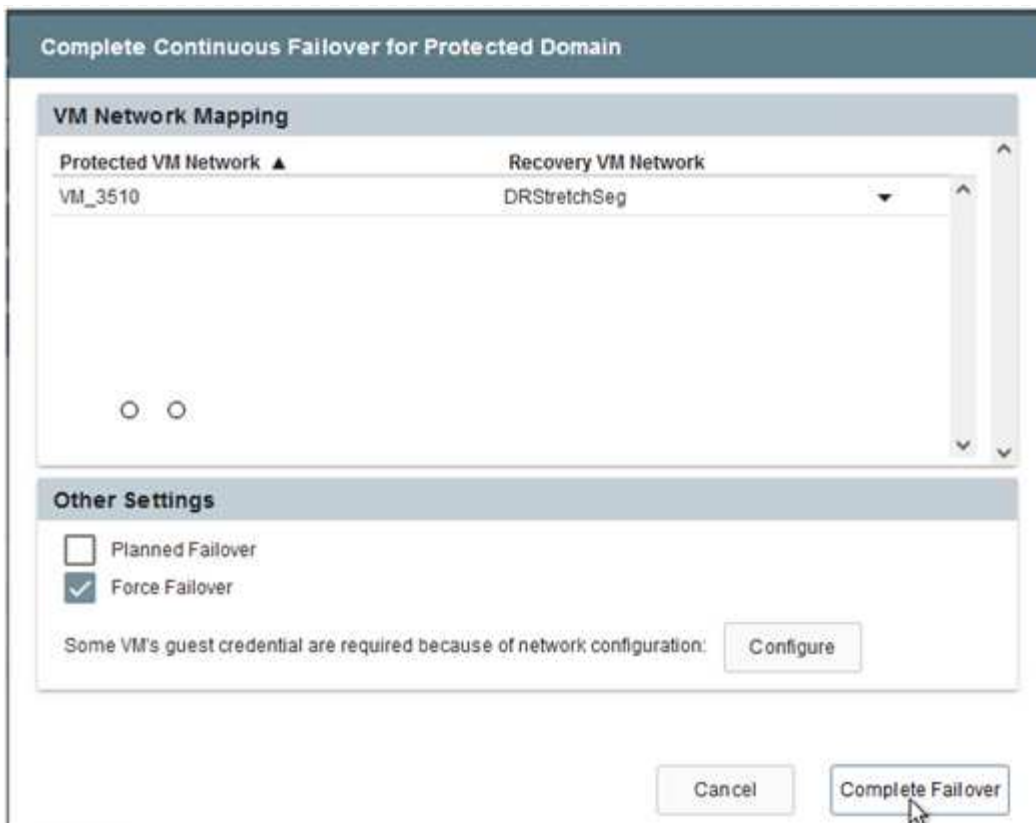 Complete Continuous Failover for Protected Domain
VM Network Mapping
Protected VM Network ▲ Recovery VM Network
VM_3510 DRStretchSeg
Other Settings
Planned Failover
Force Failover
Some VM's guest credential are required because of network configuration: Configure
Cancel Complete Failover